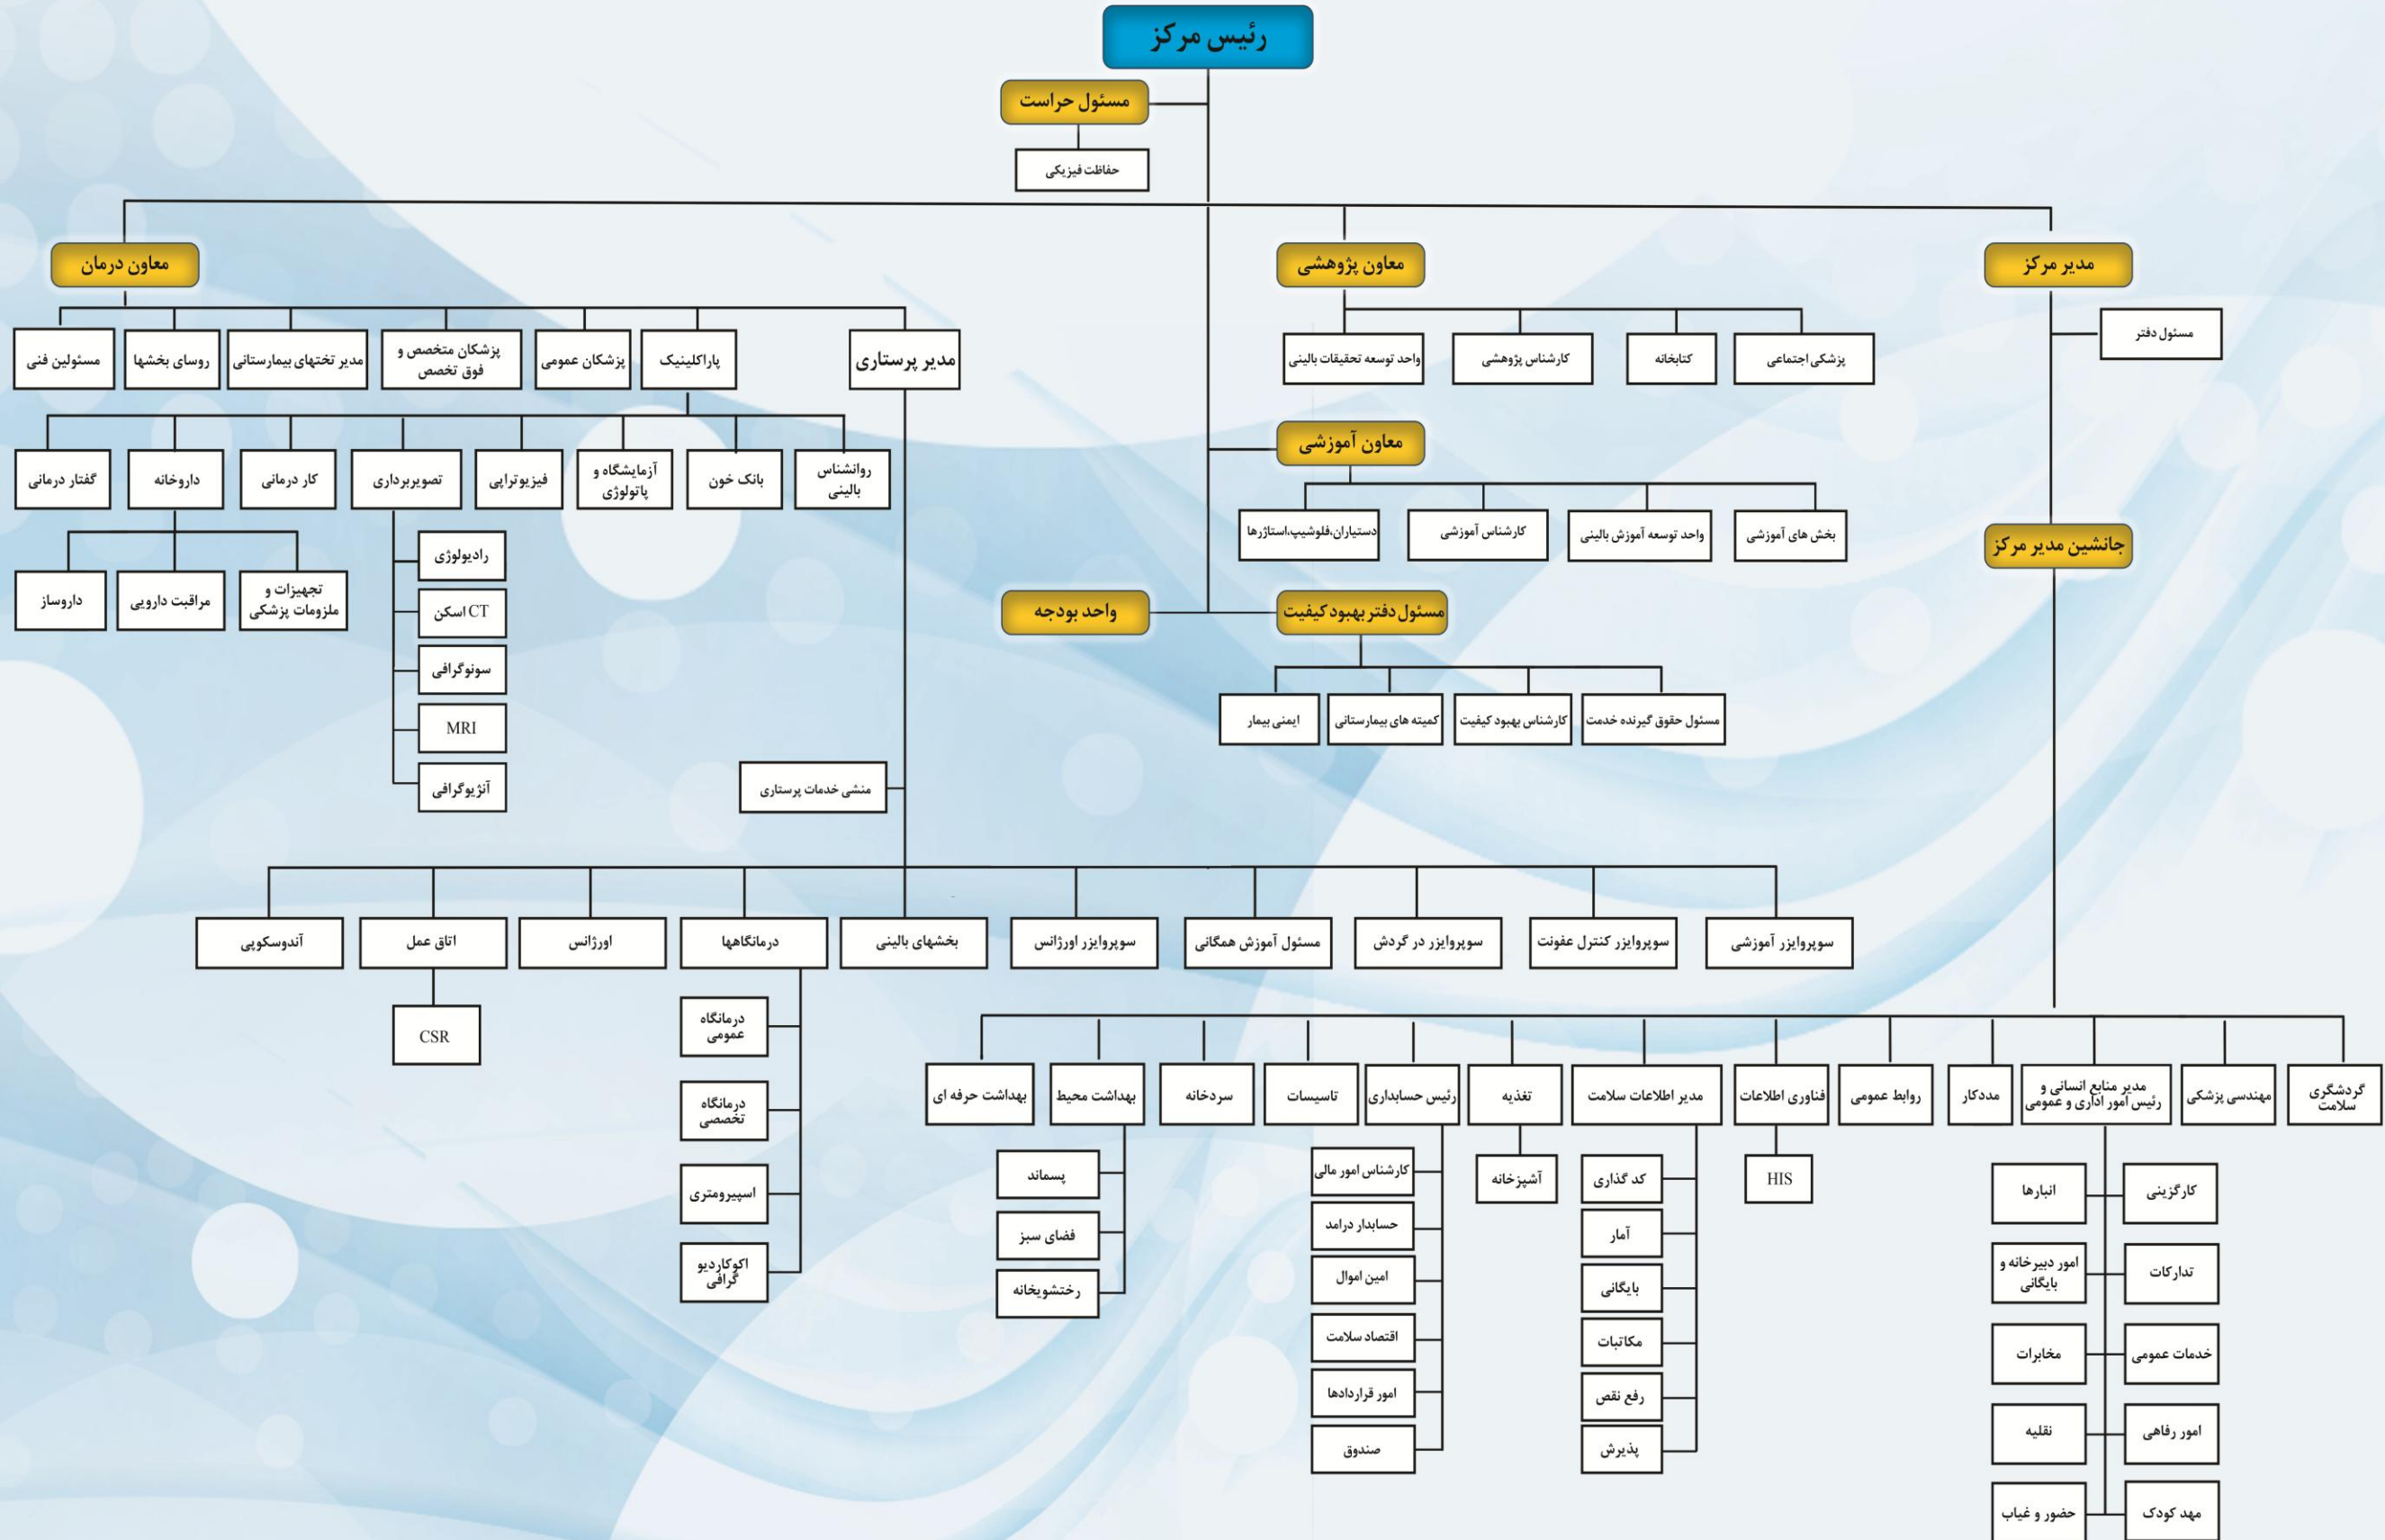 رئیس مرکز
مسئول حراست
حفاظت فیزیکی
مدیر مرکز
معاون پژوهشی
معاون درمان
مسئول دفتر
پزشکی اجتماعی
کتابخانه
کارشناس پژوهشی
واحد توسعه تحقیقات بالینی
مدیر پرستاری
پاراکلینیک
پزشکان عمومی
پزشکان متخصص و
فوق تخصص
مدیر تختهای بیمارستانی
روسای بخشها
مسئولین فنی
معاون آموزشی
روانشناس
بالینی
بانک خون
آزمایشگاه و
پاتولوژی
فیزیوتراپی
تصویربرداری
کار درمانی
داروخانه
گفتار درمانی
بخش های آموزشی
واحد توسعه آموزش بالینی
کارشناس آموزشی
دستیاران،فلوشیپ،استاژرها
جانشین مدیر مرکز
رادیولوژی
CT اسکن
سونوگرافی
MRI
آنژیوگرافی
تجهیزات و
ملزومات پزشکی
مراقبت دارویی
داروساز
مسئول دفتر بهبود کیفیت
واحد بودجه
مسئول حقوق گیرنده خدمت
کارشناس بهبود کیفیت
کمیته های بیمارستانی
ایمنی بیمار
منشی خدمات پرستاری
سوپروایزر آموزشی
سوپروایزر کنترل عفونت
سوپروایزر در گردش
مسئول آموزش همگانی
سوپروایزر اورژانس
بخشهای بالینی
درمانگاهها
اورژانس
اتاق عمل
آندوسکوپی
CSR
درمانگاه
عمومی
درمانگاه
تخصصی
اسپیرومتری
اکوکاردیو
گرافی
گردشگری
سلامت
مهندسی پزشکی
مدیر منابع انسانی و
رئیس امور اداری و عمومی
مددکار
روابط عمومی
فناوری اطلاعات
مدیر اطلاعات سلامت
تغذیه
رئیس حسابداری
تاسیسات
سردخانه
بهداشت محیط
بهداشت حرفه ای
کارگزینی
انبارها
تدارکات
امور دبیرخانه و
بایگانی
خدمات عمومی
مخابرات
امور رفاهی
نقلیه
مهد کودک
حضور و غیاب
HIS
کد گذاری
آمار
بایگانی
مکاتبات
رفع نقص
پذیرش
آشپزخانه
کارشناس امور مالی
حسابدار درامد
امین اموال
اقتصاد سلامت
امور قراردادها
صندوق
پسماند
فضای سبز
رختشویخانه